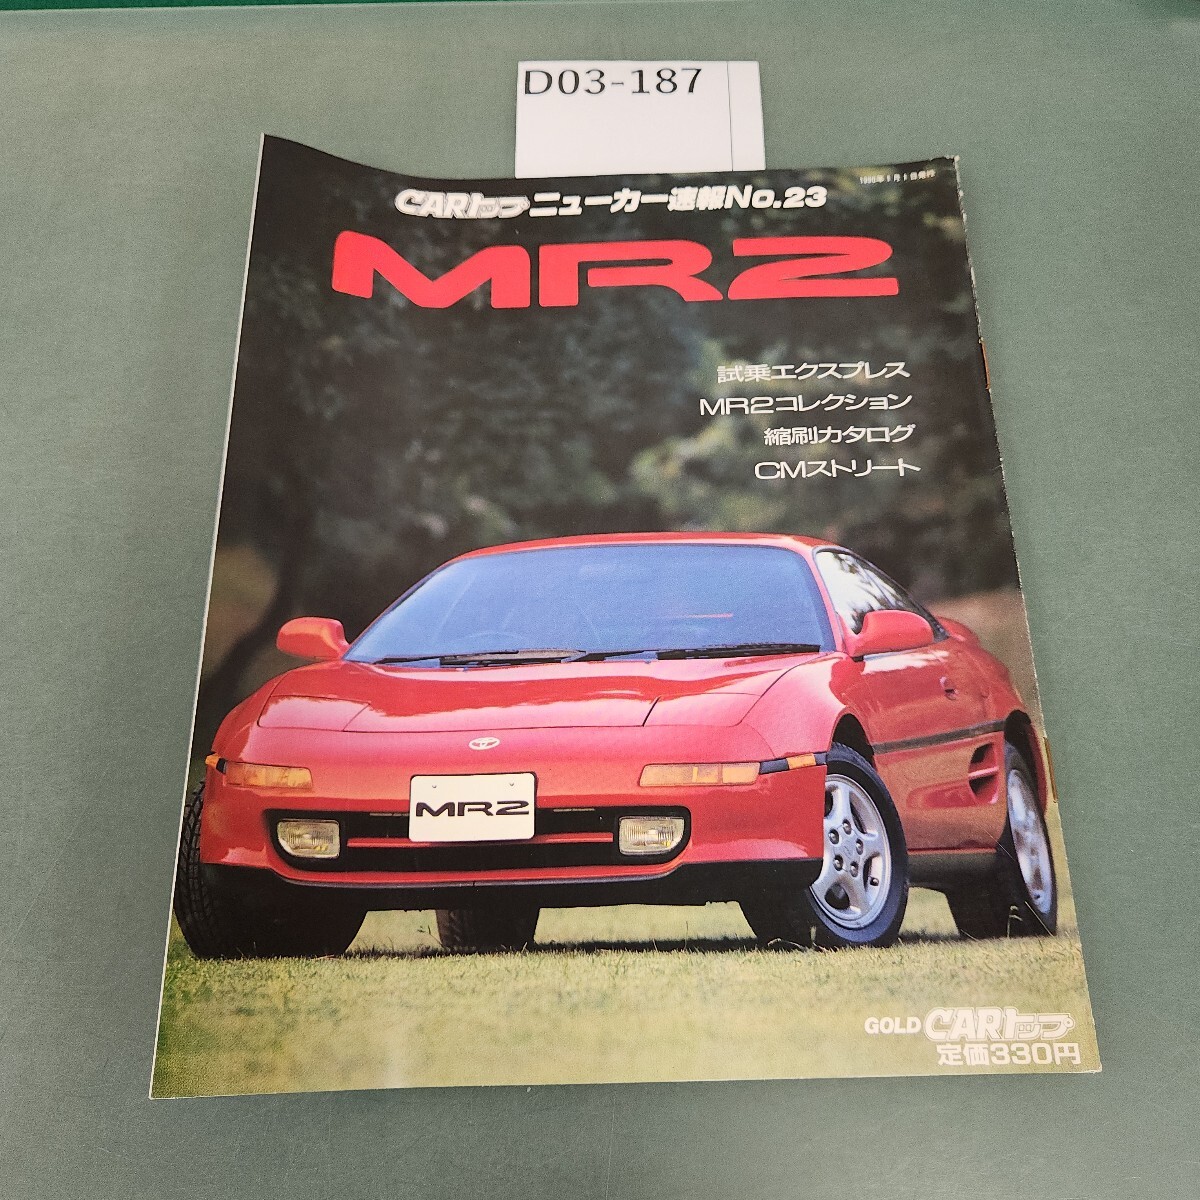 D03-187
CARトップ ニューカー速報No.23
MR2
試乗エクスプレス
MR2コレクション
縮刷カタログ
CMストリート
MR2
GOLD CARトップ
定価330円